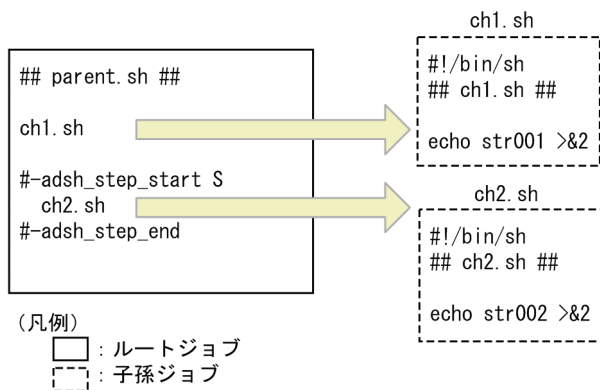 ## parent.sh ##
ch1.sh
#-adsh_step_start S
ch2.sh
#-adsh_step_end
ch1.sh
#!/bin/sh
## ch1.sh ##
echo str001 >&2
ch2.sh
#!/bin/sh
## ch2.sh ##
echo str002 >&2
(凡例)
：ルートジョブ
：子孫ジョブ